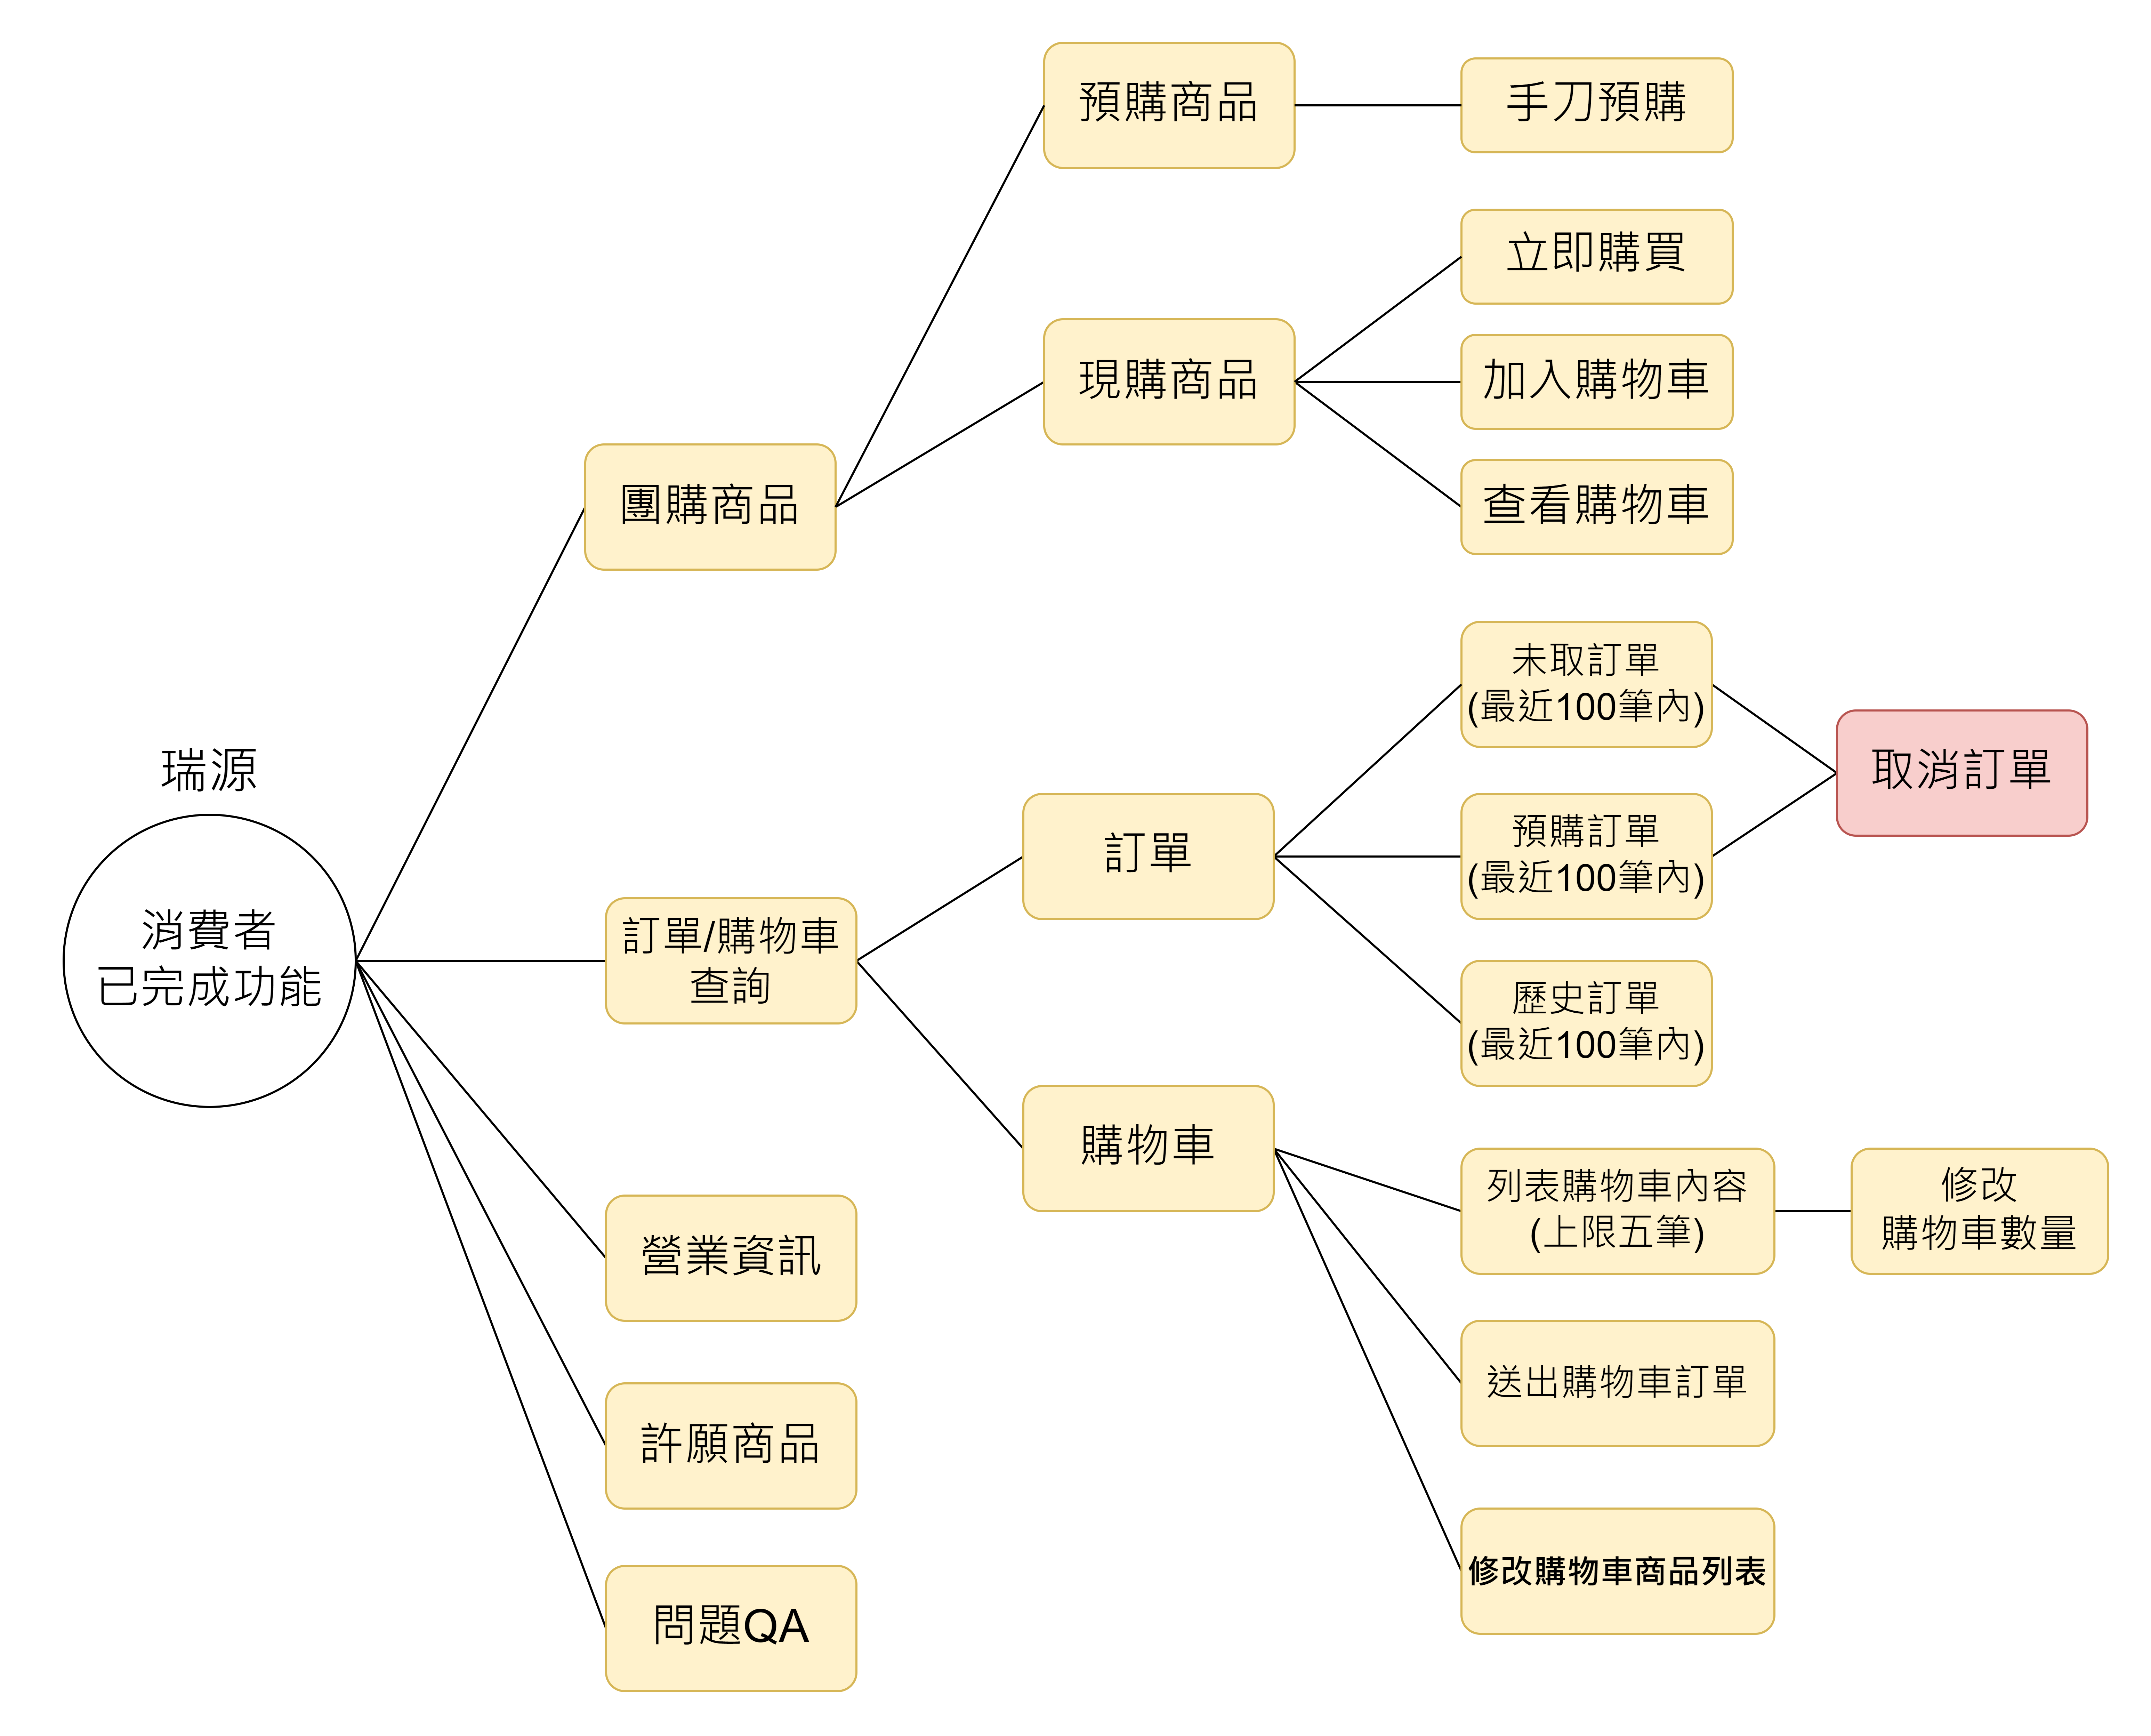 預購商品
手刀預購
立即購買
現購商品
加入購物車
團購商品
查看購物車
未取訂單
(最近100筆內)
瑞源
取消訂單
預購訂單
(最近100筆內)
訂單
消費者
已完成功能
訂單/購物車
查詢
歷史訂單
(最近100筆內)
購物車
列表購物車內容
(上限五筆)
修改
購物車數量
營業資訊
送出購物車訂單
許願商品
修改購物車商品列表
問題QA